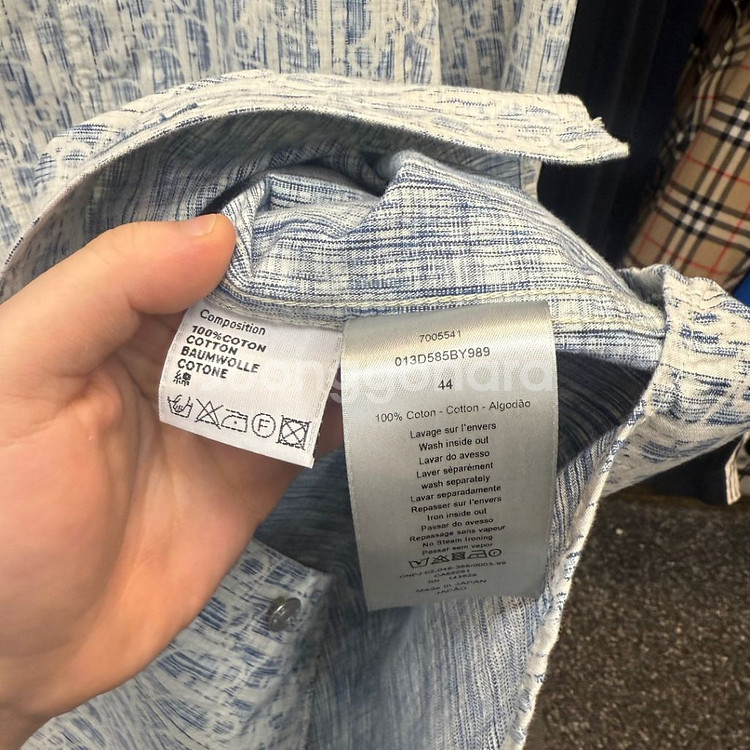 Composition
100%COTON
COTTON
BAUMWOLLE
COTONE
綿
F
7005541
013D585BY989
44
100% Coton - Cotton - Algodão
Lavage sur l'envers
Wash inside out
Lavar do avesso
Laver séparément
wash separately
Lavar separadamente
Repasser sur l'envers
Iron inside out
Passar do avesso
Repassage sans vapeur
No Steam Ironing
Passar sem vapor
Made in JAPAN
JAPÃO